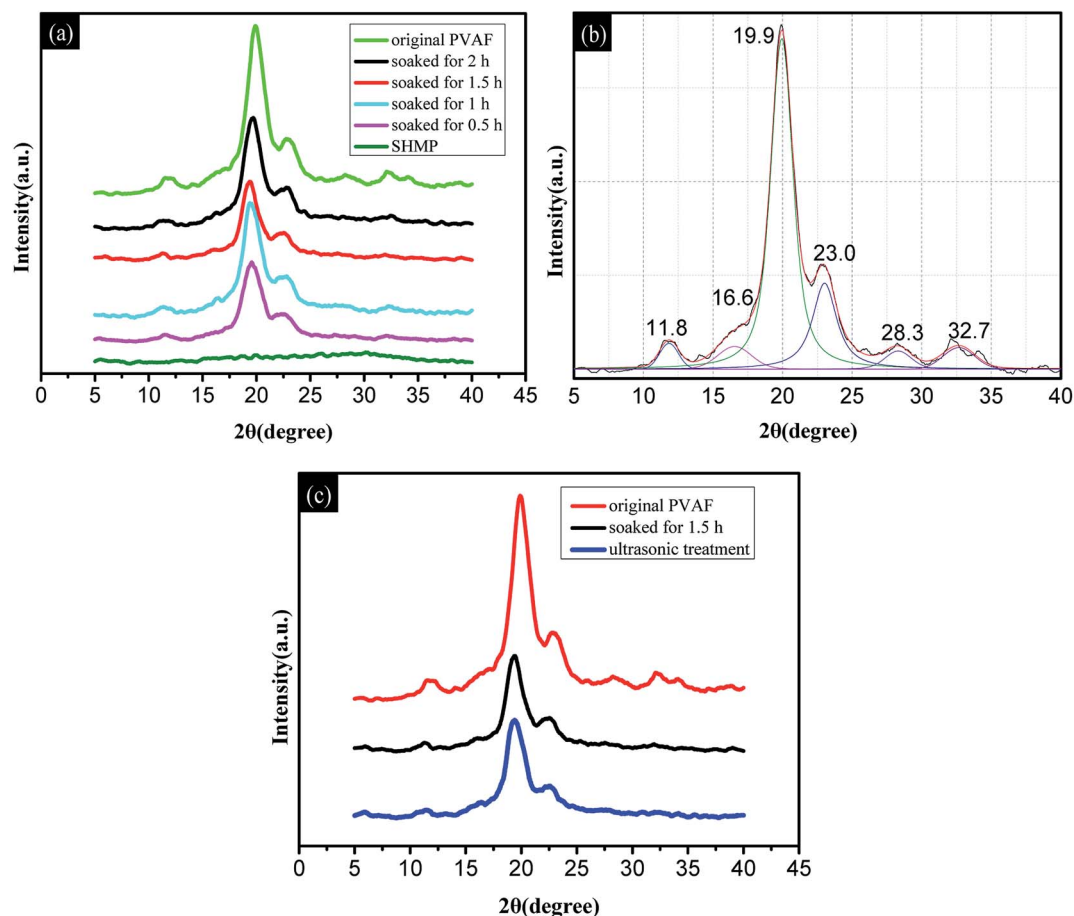 (a)
original PVAF
soaked for 2 h
soaked for 1.5 h
soaked for 1 h
soaked for 0.5 h
SHMP
Intensity(a.u.)
0 5 10 15 20 25 30 35 40 45
2θ(degree)
(b)
19.9
23.0
16.6
11.8
28.3
32.7
Intensity(a.u.)
5 10 15 20 25 30 35 40
2θ(degree)
(c)
original PVAF
soaked for 1.5 h
ultrasonic treatment
Intensity(a.u.)
0 5 10 15 20 25 30 35 40 45
2θ(degree)